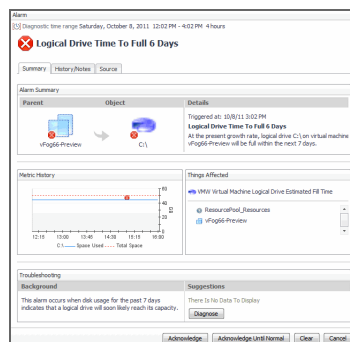 Alarm
Diagnostic time range Saturday, October 8, 2011 12:02 PM - 4:02 PM 4 hours
Logical Drive Time To Full 6 Days
Summary History/Notes Source
Alarm Summary
Parent Object Details
vFog66-Preview
C:\
Triggered at: 10/8/11 3:02 PM
Logical Drive Time To Full 6 Days
At the present growth rate, logical drive C:\ on virtual machine
vFog66-Preview will be full within the next 7 days.
Metric History
Things Affected
60
40
20
0
GB
12:15 13:00 13:45 14:30 15:15 16:00
C:\ Space Used Total Space
VMW Virtual Machine Logical Drive Estimated Fill Time
ResourcePool_Resources
vFog66-Preview
Troubleshooting
Background Suggestions
This alarm occurs when disk usage for the past 7 days
indicates that a logical drive will soon likely reach its capacity.
There Is No Data To Display
Diagnose
Acknowledge Acknowledge Until Normal Clear Cancel